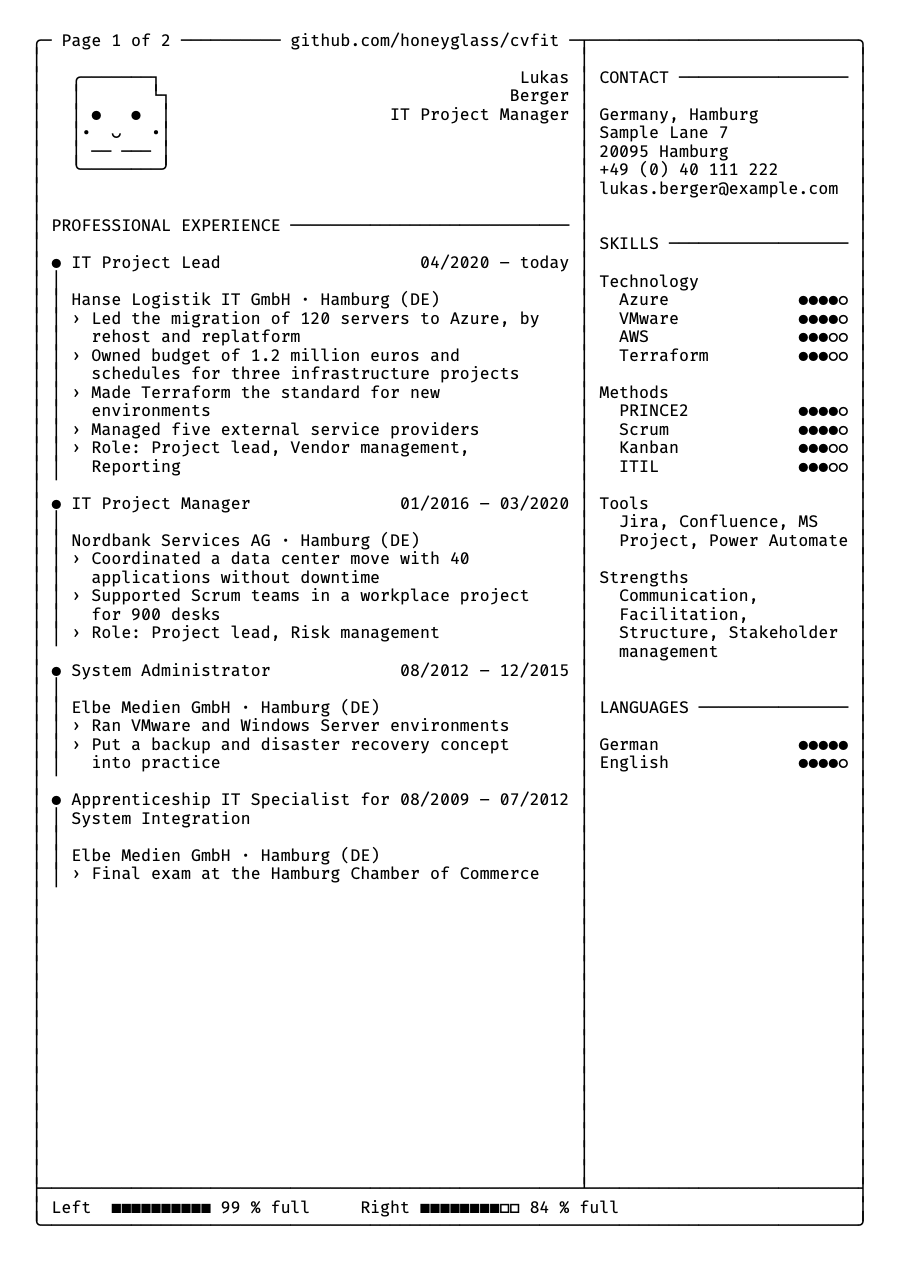 Page 1 of 2
github.com/honeyglass/cvfit
Lukas
Berger
IT Project Manager
PROFESSIONAL EXPERIENCE
IT Project Lead 04/2020 – today
Hanse Logistik IT GmbH · Hamburg (DE)
› Led the migration of 120 servers to Azure, by
rehost and replatform
› Owned budget of 1.2 million euros and
schedules for three infrastructure projects
› Made Terraform the standard for new
environments
› Managed five external service providers
› Role: Project lead, Vendor management,
Reporting
IT Project Manager 01/2016 – 03/2020
Nordbank Services AG · Hamburg (DE)
› Coordinated a data center move with 40
applications without downtime
› Supported Scrum teams in a workplace project
for 900 desks
› Role: Project lead, Risk management
System Administrator 08/2012 – 12/2015
Elbe Medien GmbH · Hamburg (DE)
› Ran VMware and Windows Server environments
› Put a backup and disaster recovery concept
into practice
Apprenticeship IT Specialist for 08/2009 – 07/2012
System Integration
Elbe Medien GmbH · Hamburg (DE)
› Final exam at the Hamburg Chamber of Commerce
CONTACT
Germany, Hamburg
Sample Lane 7
20095 Hamburg
+49 (0) 40 111 222
lukas.berger@example.com
SKILLS
Technology
Azure ●●●●○
VMware ●●●●○
AWS ●●●○○
Terraform ●●●○○
Methods
PRINCE2 ●●●●○
Scrum ●●●●○
Kanban ●●●○○
ITIL ●●●○○
Tools
Jira, Confluence, MS
Project, Power Automate
Strengths
Communication,
Facilitation,
Structure, Stakeholder
management
LANGUAGES
German ●●●●●
English ●●●●○
Left ■■■■■■■■■■ 99 % full Right ■■■■■■■■□□ 84 % full